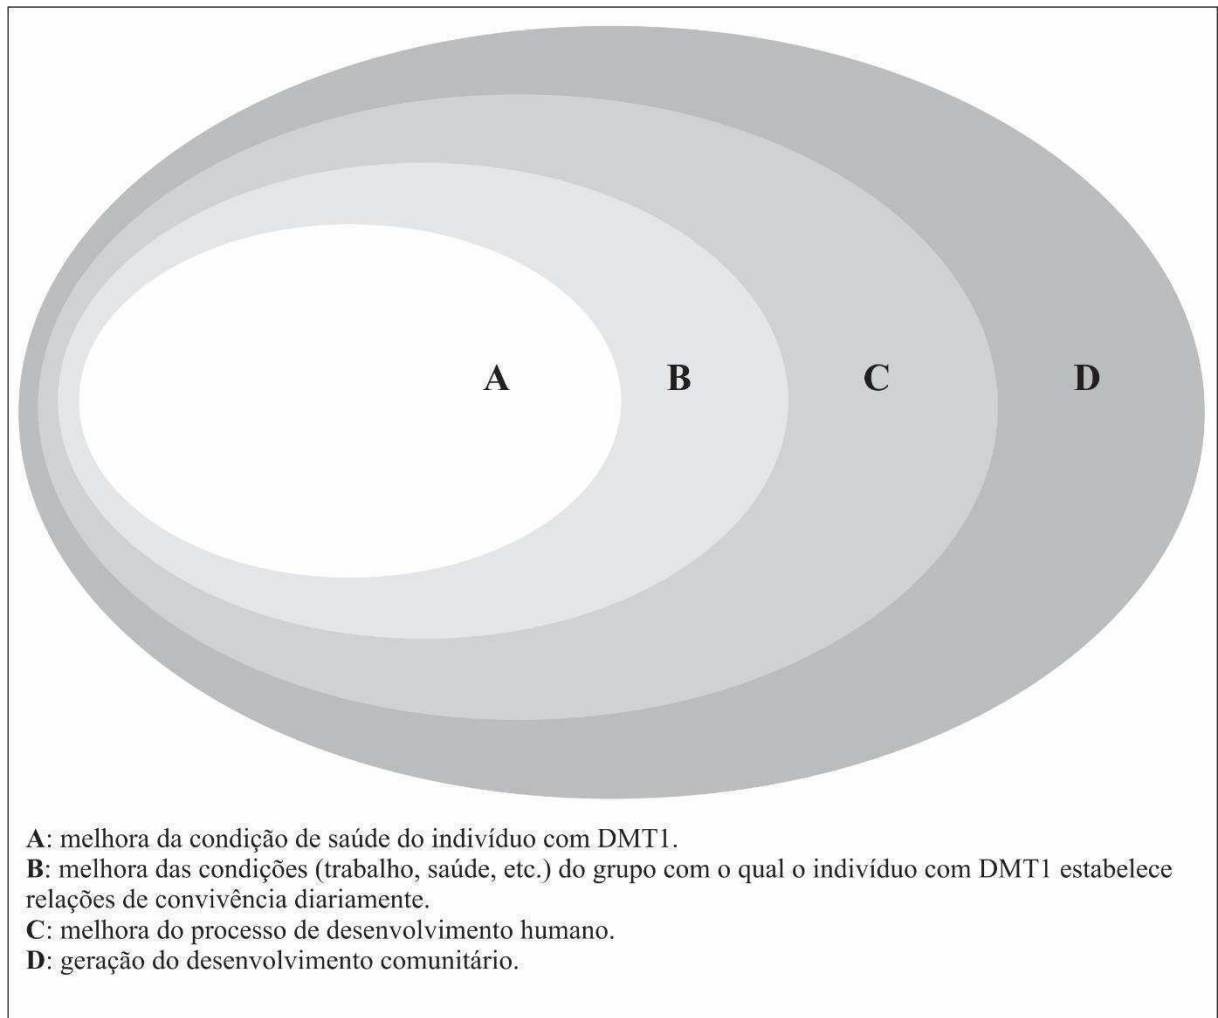 A B C D
A: melhora da condição de saúde do indivíduo com DMT1.
B: melhora das condições (trabalho, saúde, etc.) do grupo com o qual o indivíduo com DMT1 estabelece
relações de convivência diariamente.
C: melhora do processo de desenvolvimento humano.
D: geração do desenvolvimento comunitário.